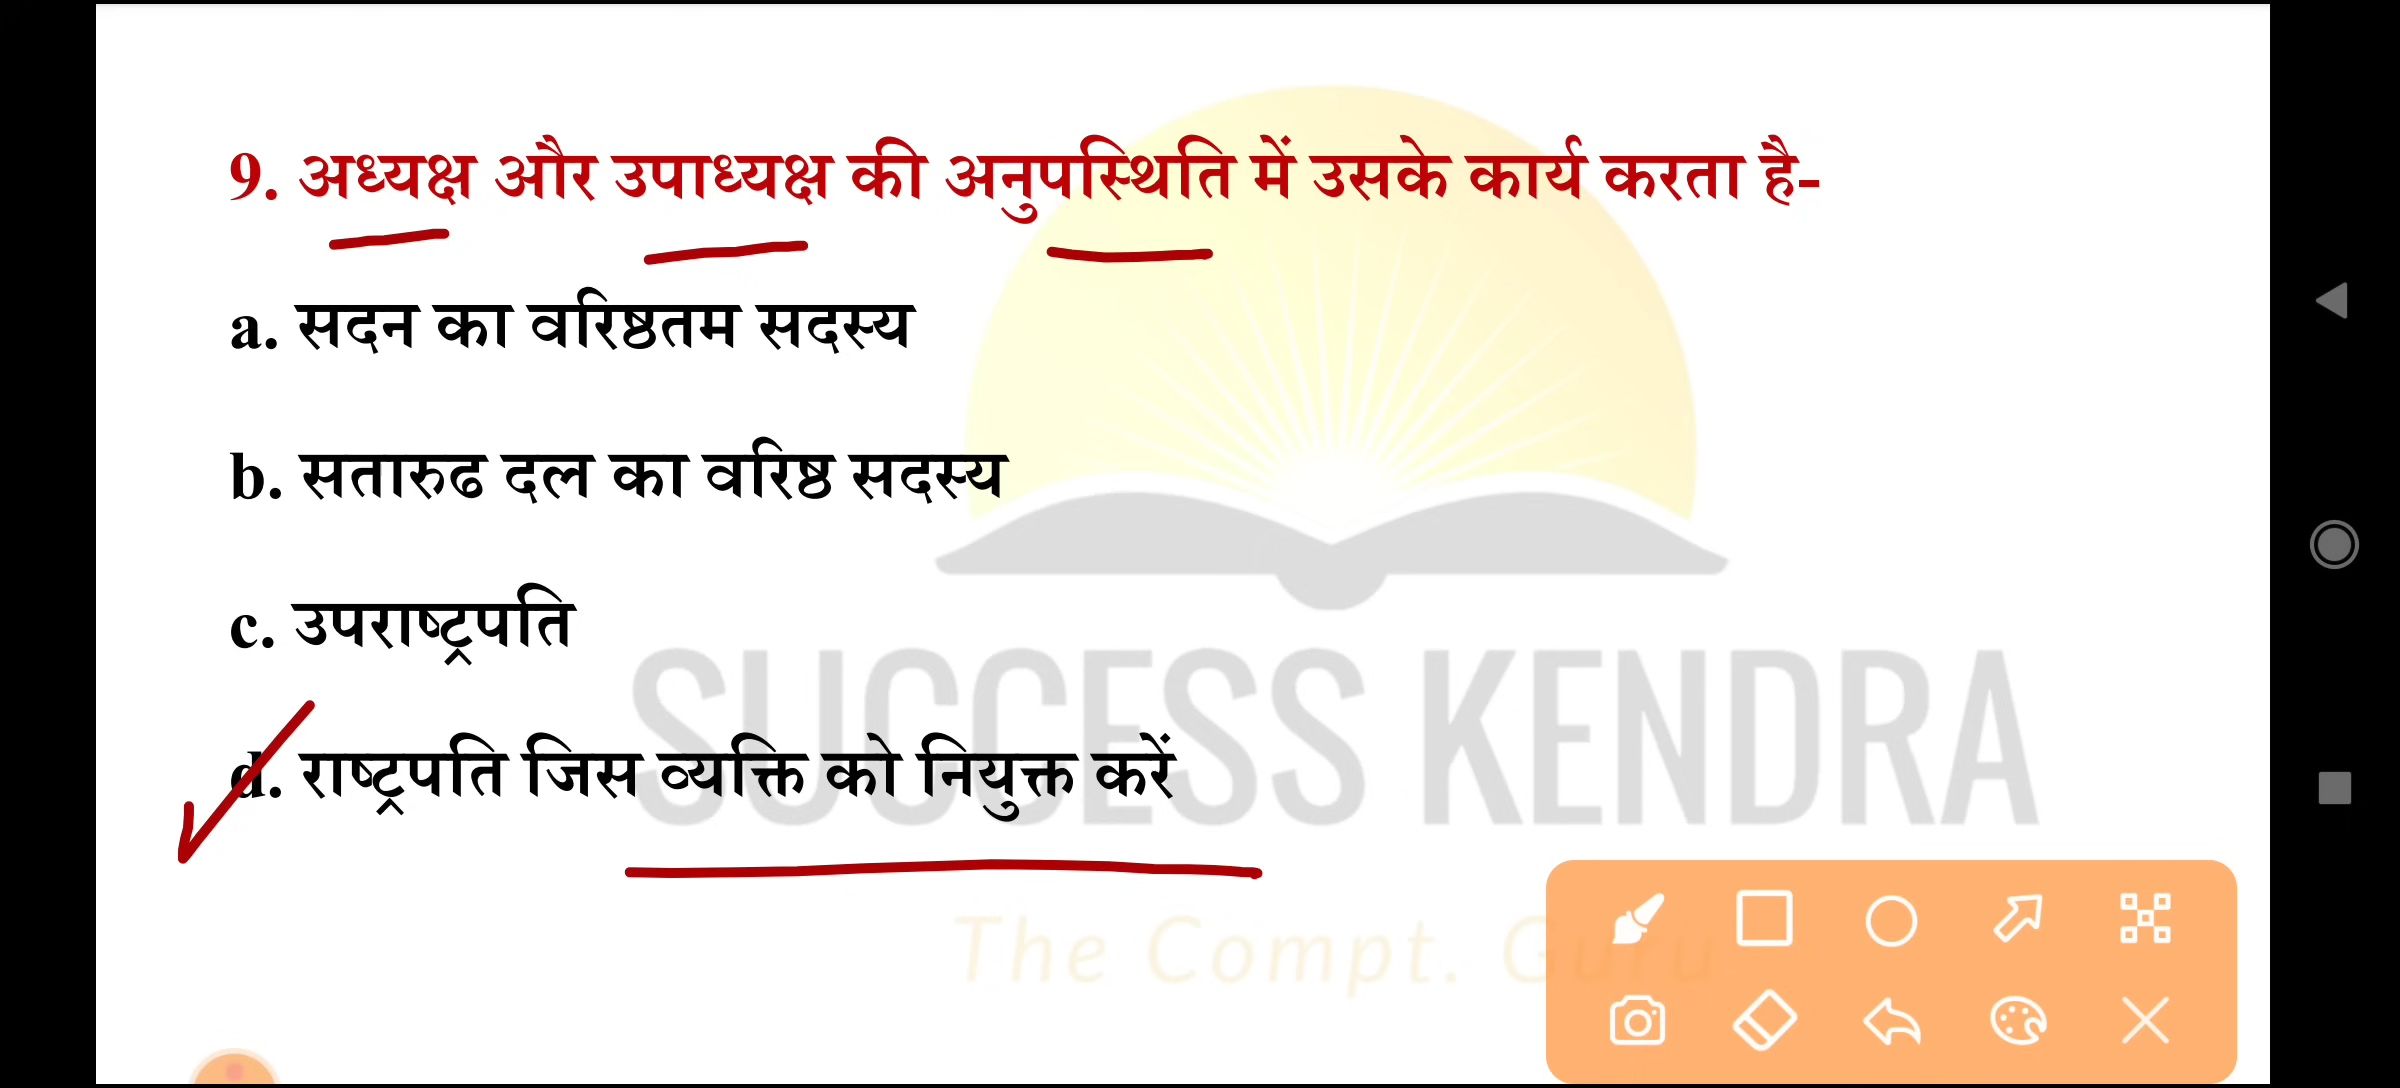 9. अध्यक्ष और उपाध्यक्ष की अनुपस्थिति में उसके कार्य करता है-
a. सदन का वरिष्ठतम सदस्य
b. सतारुढ दल का वरिष्ठ सदस्य
c. उपराष्ट्रपति
d. राष्ट्रपति जिस व्यक्ति को नियुक्त करें
SUCCESS KENDRA
The Compt. Guru